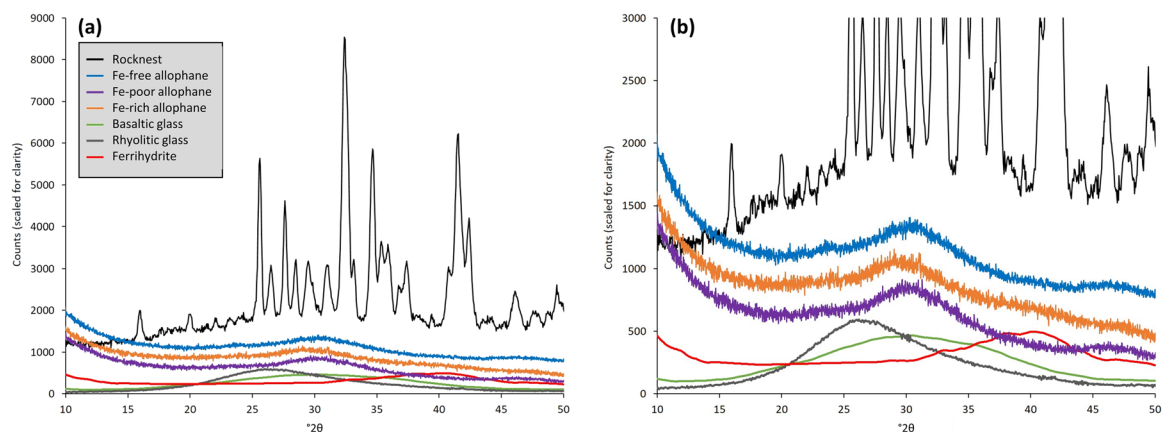 (a)
9000
8000
7000
6000
5000
4000
3000
2000
1000
0
Counts (scaled for clarity)
Rocknest
Fe-free allophane
Fe-poor allophane
Fe-rich allophane
Basaltic glass
Rhyolitic glass
Ferrihydrite
10 15 20 25 30 35 40 45 50
°2θ
(b)
3000
2500
2000
1500
1000
500
0
Counts (scaled for clarity)
10 15 20 25 30 35 40 45 50
°2θ